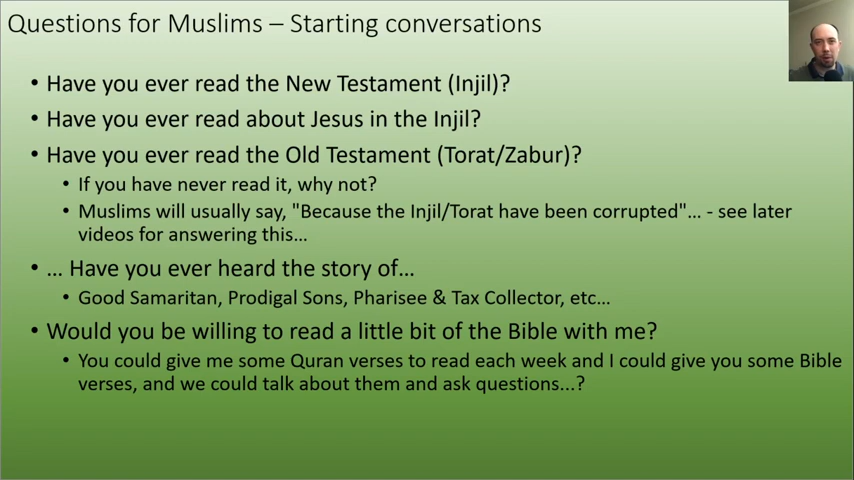 Questions for Muslims – Starting conversations
• Have you ever read the New Testament (Injil)?
• Have you ever read about Jesus in the Injil?
• Have you ever read the Old Testament (Torat/Zabur)?
• If you have never read it, why not?
• Muslims will usually say, "Because the Injil/Torat have been corrupted"... - see later
videos for answering this...
• ... Have you ever heard the story of...
• Good Samaritan, Prodigal Sons, Pharisee & Tax Collector, etc...
• Would you be willing to read a little bit of the Bible with me?
• You could give me some Quran verses to read each week and I could give you some Bible
verses, and we could talk about them and ask questions...?